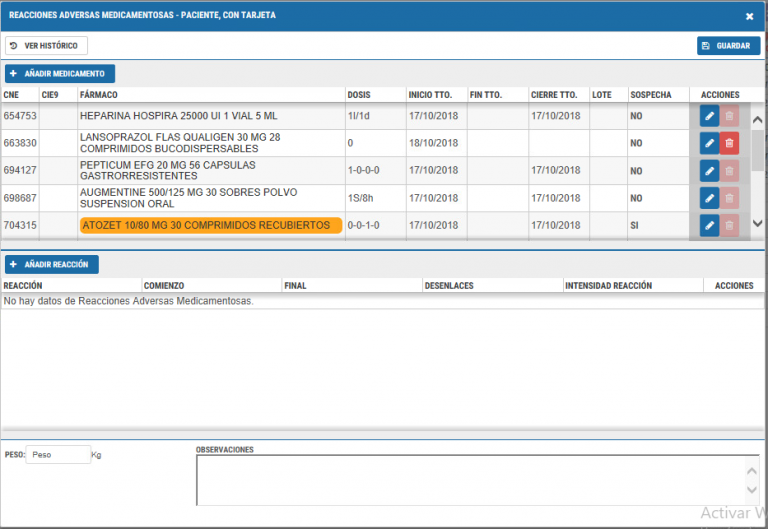 REACCIONES ADVERSAS MEDICAMENTOSAS - PACIENTE, CON TARJETA
VER HISTÓRICO
GUARDAR
AÑADIR MEDICAMENTO
CNE CIE9 FÁRMACO DOSIS INICIO TTO. FIN TTO. CIERRE TTO. LOTE SOSPECHA ACCIONES
654753 HEPARINA HOSPIRA 25000 UI 1 VIAL 5 ML 1I/1d 17/10/2018 17/10/2018 NO
663830 LANSOPRAZOL FLAS QUALIGEN 30 MG 28 COMPRIMIDOS BUCODISPERSABLES 0 18/10/2018 NO
694127 PEPTICUM EFG 20 MG 56 CAPSULAS GASTRORRESISTENTES 1-0-0-0 17/10/2018 17/10/2018 NO
698687 AUGMENTINE 500/125 MG 30 SOBRES POLVO SUSPENSION ORAL 1S/8h 17/10/2018 17/10/2018 NO
704315 ATOZET 10/80 MG 30 COMPRIMIDOS RECUBIERTOS 0-0-1-0 17/10/2018 17/10/2018 SI
AÑADIR REACCIÓN
REACCIÓN COMIENZO FINAL DESENLACES INTENSIDAD REACCIÓN ACCIONES
No hay datos de Reacciones Adversas Medicamentosas.
PESO: Peso Kg
OBSERVACIONES
Activar W